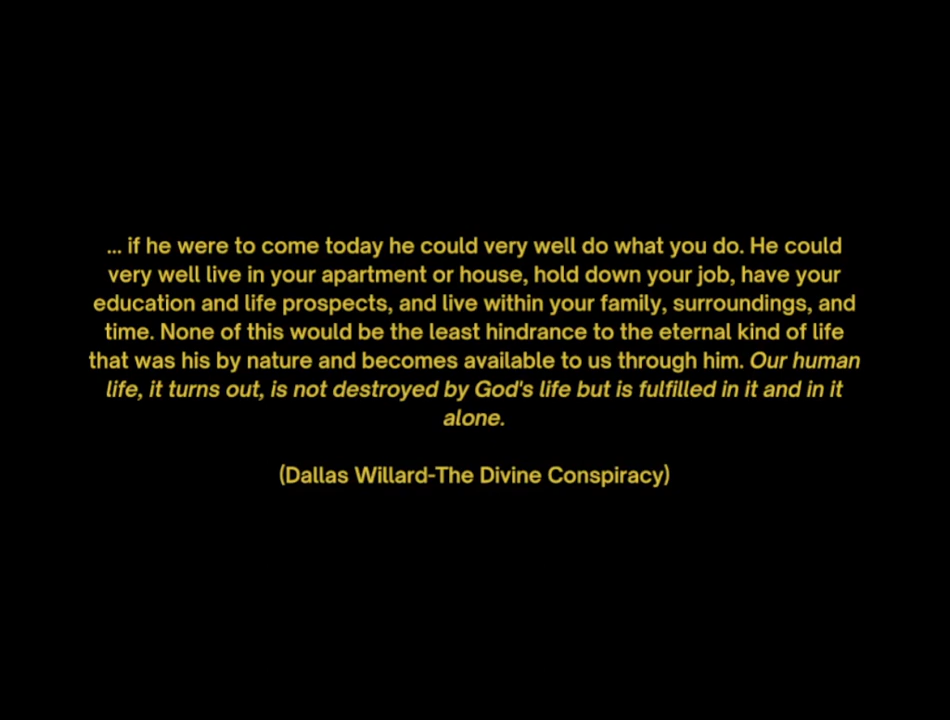 ... if he were to come today he could very well do what you do. He could
very well live in your apartment or house, hold down your job, have your
education and life prospects, and live within your family, surroundings, and
time. None of this would be the least hindrance to the eternal kind of life
that was his by nature and becomes available to us through him. Our human
life, it turns out, is not destroyed by God's life but is fulfilled in it and in it
alone.
(Dallas Willard-The Divine Conspiracy)